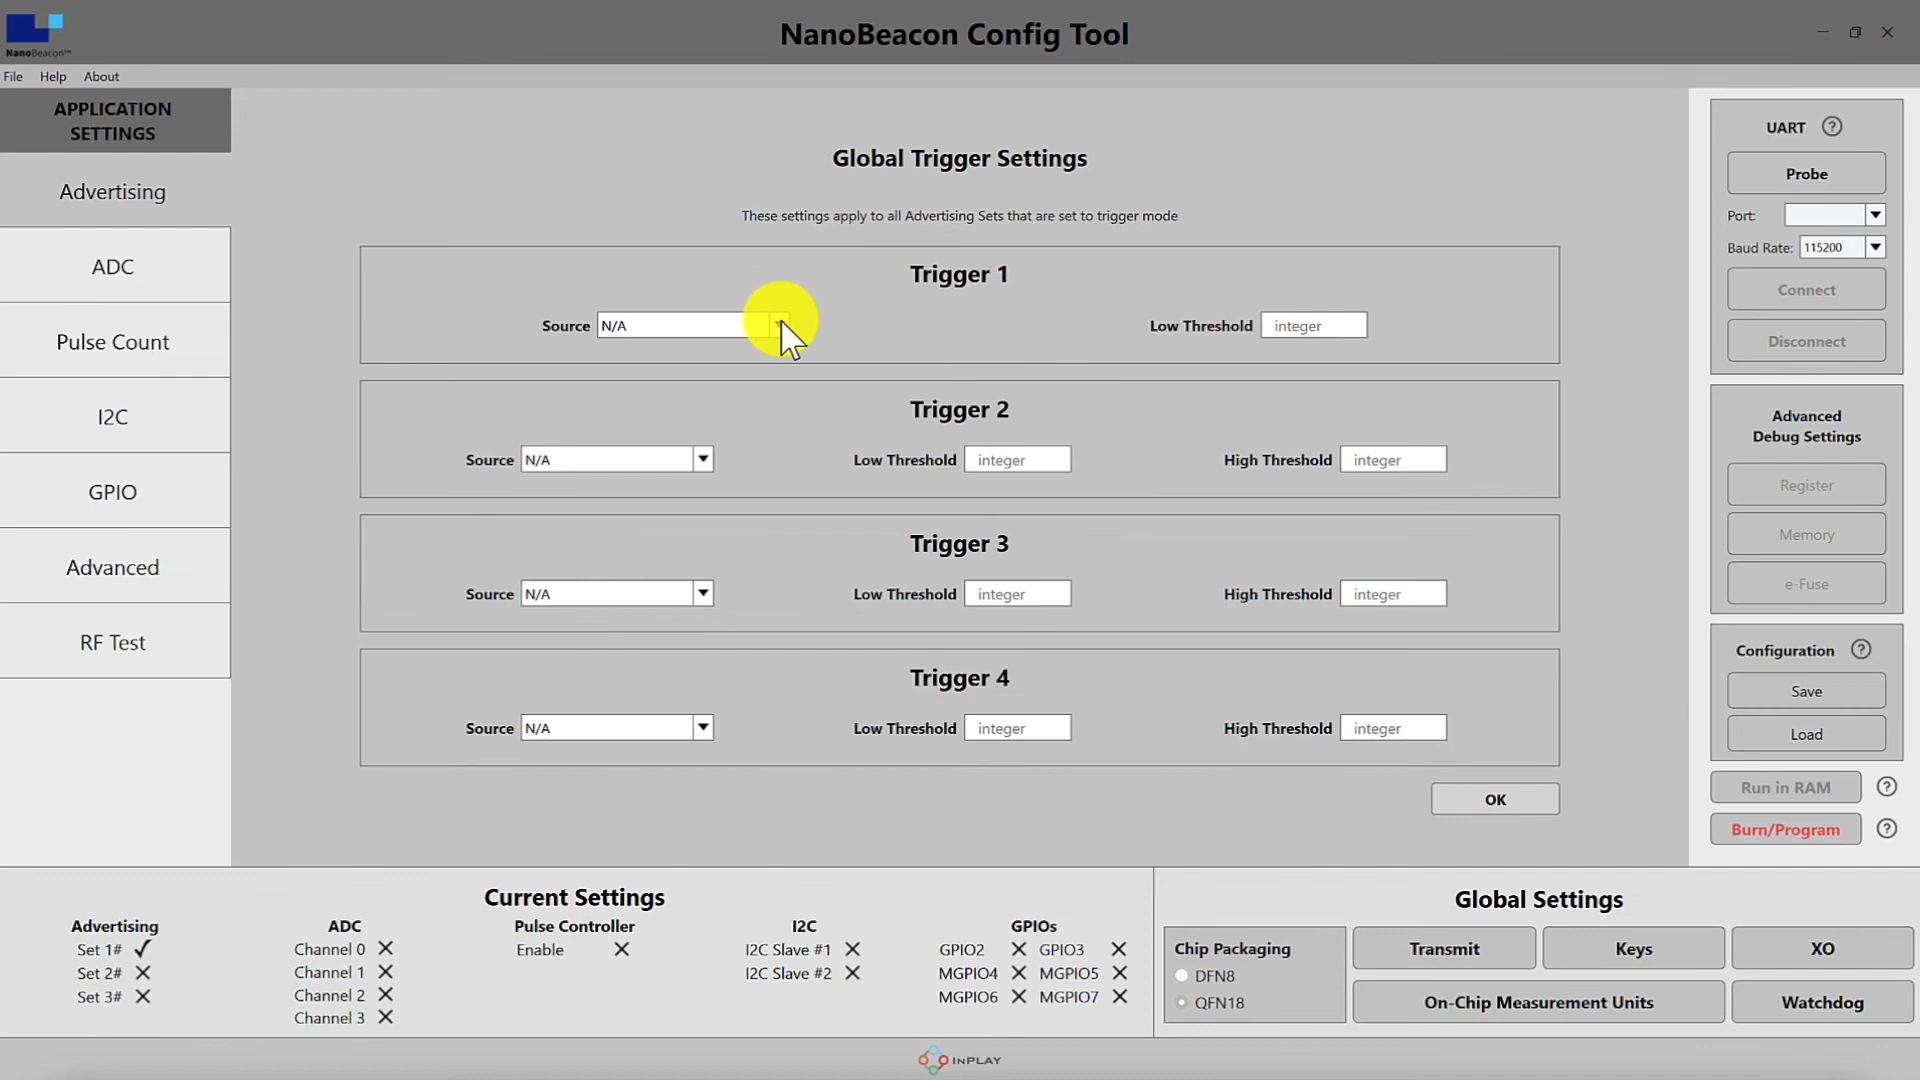 NanoBeacon Config Tool
NanoBeacon™
File Help About
APPLICATION
SETTINGS
Advertising
ADC
Pulse Count
I2C
GPIO
Advanced
RF Test
Global Trigger Settings
These settings apply to all Advertising Sets that are set to trigger mode
Trigger 1
Source N/A Low Threshold integer
Trigger 2
Source N/A Low Threshold integer High Threshold integer
Trigger 3
Source N/A Low Threshold integer High Threshold integer
Trigger 4
Source N/A Low Threshold integer High Threshold integer
OK
UART ?
Probe
Port:
Baud Rate: 115200
Connect
Disconnect
Advanced
Debug Settings
Register
Memory
e-Fuse
Configuration ?
Save
Load
Run in RAM ?
Burn/Program ?
Current Settings
Advertising ADC Pulse Controller I2C GPIOs
Set 1# Channel 0 Enable I2C Slave #1 GPIO2 GPIO3
Set 2# Channel 1 I2C Slave #2 MGPIO4 MGPIO5
Set 3# Channel 2 MGPIO6 MGPIO7
Channel 3
Global Settings
Chip Packaging
DFN8
QFN18
Transmit Keys XO
On-Chip Measurement Units Watchdog
INPLAY